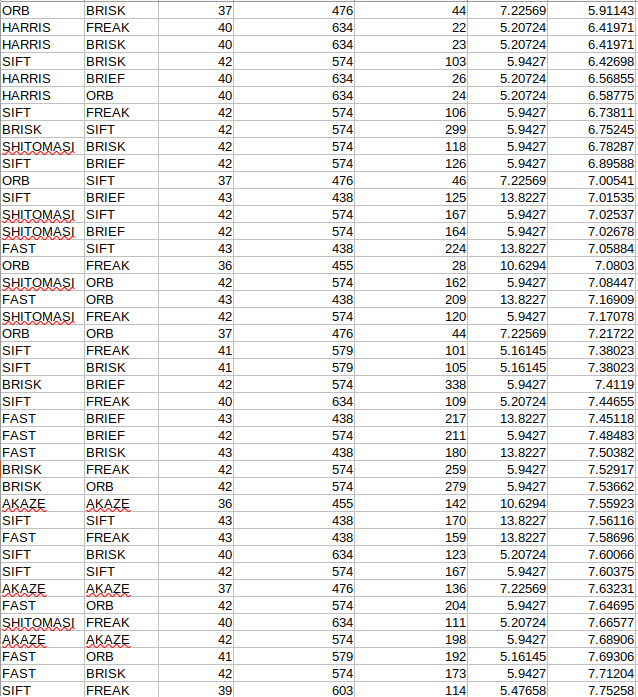 ORB BRISK 37 476 44 7.22569 5.91143
HARRIS FREAK 40 634 22 5.20724 6.41971
HARRIS BRISK 40 634 23 5.20724 6.41971
SIFT BRISK 42 574 103 5.9427 6.42698
HARRIS BRIEF 40 634 26 5.20724 6.56855
HARRIS ORB 40 634 24 5.20724 6.58775
SIFT FREAK 42 574 106 5.9427 6.73811
BRISK SIFT 42 574 299 5.9427 6.75245
SHITOMASI BRISK 42 574 118 5.9427 6.78287
SIFT BRIEF 42 574 126 5.9427 6.89588
ORB SIFT 37 476 46 7.22569 7.00541
SIFT BRIEF 43 438 125 13.8227 7.01535
SHITOMASI SIFT 42 574 167 5.9427 7.02537
SHITOMASI BRIEF 42 574 164 5.9427 7.02678
FAST SIFT 43 438 224 13.8227 7.05884
ORB FREAK 36 455 28 10.6294 7.0803
SHITOMASI ORB 42 574 162 5.9427 7.08447
FAST ORB 43 438 209 13.8227 7.16909
SHITOMASI FREAK 42 574 120 5.9427 7.17078
ORB ORB 37 476 44 7.22569 7.21722
SIFT FREAK 41 579 101 5.16145 7.38023
SIFT BRISK 41 579 105 5.16145 7.38023
BRISK BRIEF 42 574 338 5.9427 7.4119
SIFT FREAK 40 634 109 5.20724 7.44655
FAST BRIEF 43 438 217 13.8227 7.45118
FAST BRIEF 42 574 211 5.9427 7.48483
FAST BRISK 43 438 180 13.8227 7.50382
BRISK FREAK 42 574 259 5.9427 7.52917
BRISK ORB 42 574 279 5.9427 7.53662
AKAZE AKAZE 36 455 142 10.6294 7.55923
SIFT SIFT 43 438 170 13.8227 7.56116
FAST FREAK 43 438 159 13.8227 7.58696
SIFT BRISK 40 634 123 5.20724 7.60066
SIFT SIFT 42 574 167 5.9427 7.60375
AKAZE AKAZE 37 476 136 7.22569 7.63231
FAST ORB 42 574 204 5.9427 7.64695
SHITOMASI FREAK 40 634 111 5.20724 7.66577
AKAZE AKAZE 42 574 198 5.9427 7.68906
FAST ORB 41 579 192 5.16145 7.69306
FAST BRISK 42 574 173 5.9427 7.71204
SIFT FREAK 39 603 114 5.47658 7.75258